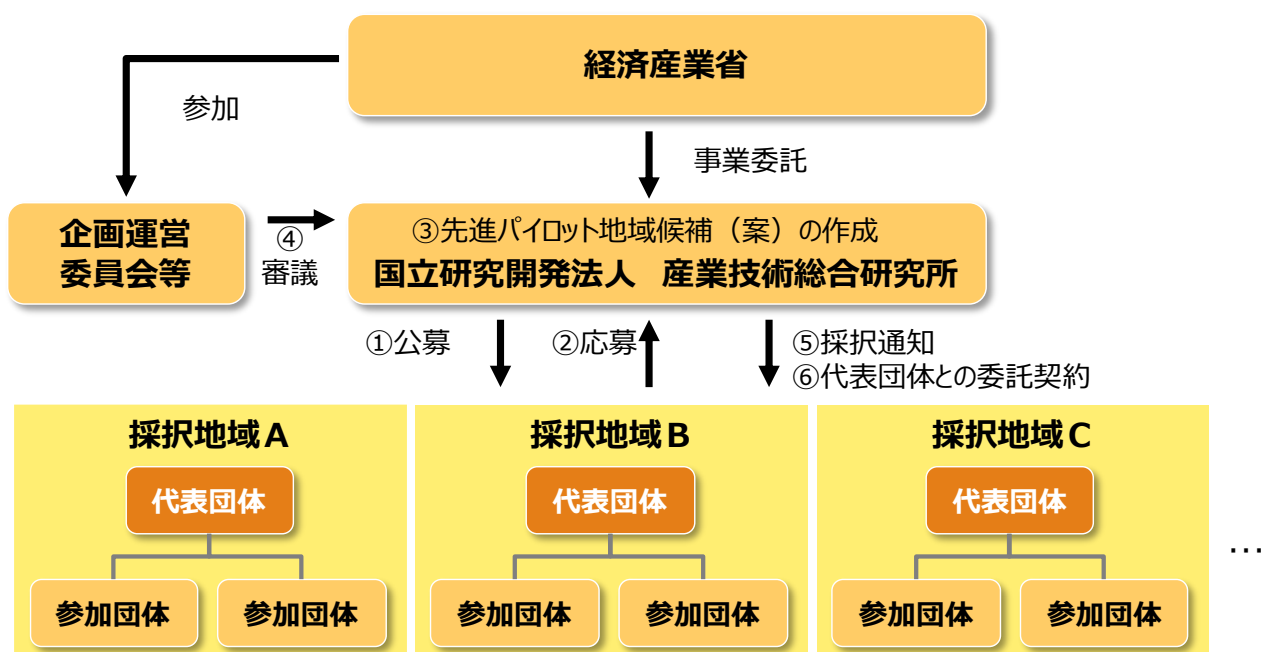 経済産業省
参加
事業委託
企画運営
委員会等
④
審議
③先進パイロット地域候補（案）の作成
国立研究開発法人　産業技術総合研究所
①公募
②応募
⑤採択通知
⑥代表団体との委託契約
採択地域A
代表団体
参加団体
参加団体
採択地域B
代表団体
参加団体
参加団体
採択地域C
代表団体
参加団体
参加団体
…